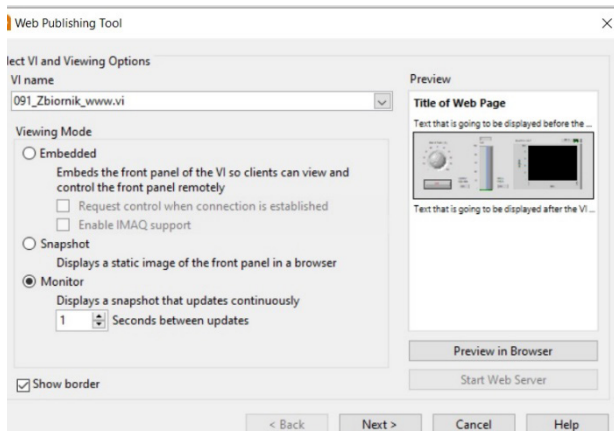 Web Publishing Tool
lect VI and Viewing Options
VI name
091_Zbiornik_www.vi
Viewing Mode
Embedded
Embeds the front panel of the VI so clients can view and
control the front panel remotely
Request control when connection is established
Enable IMAQ support
Snapshot
Displays a static image of the front panel in a browser
Monitor
Displays a snapshot that updates continuously
1 Seconds between updates
Show border
Preview
Title of Web Page
Text that is going to be displayed before the ...
Text that is going to be displayed after the VI ...
Preview in Browser
Start Web Server
< Back Next > Cancel Help